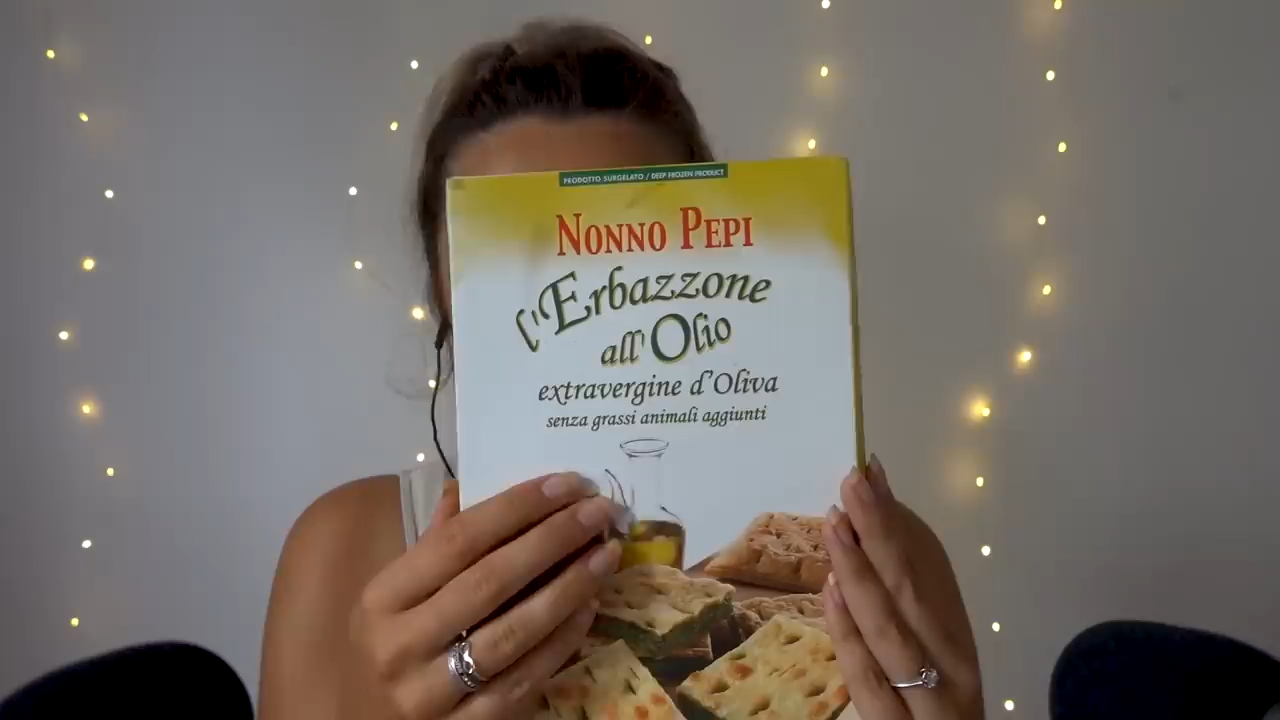 PRODOTTO SURGELATO / DEEP FROZEN PRODUCT
NONNO PEPI
l'Erbazzone
all'Olio
extravergine d'Oliva
senza grassi animali aggiunti